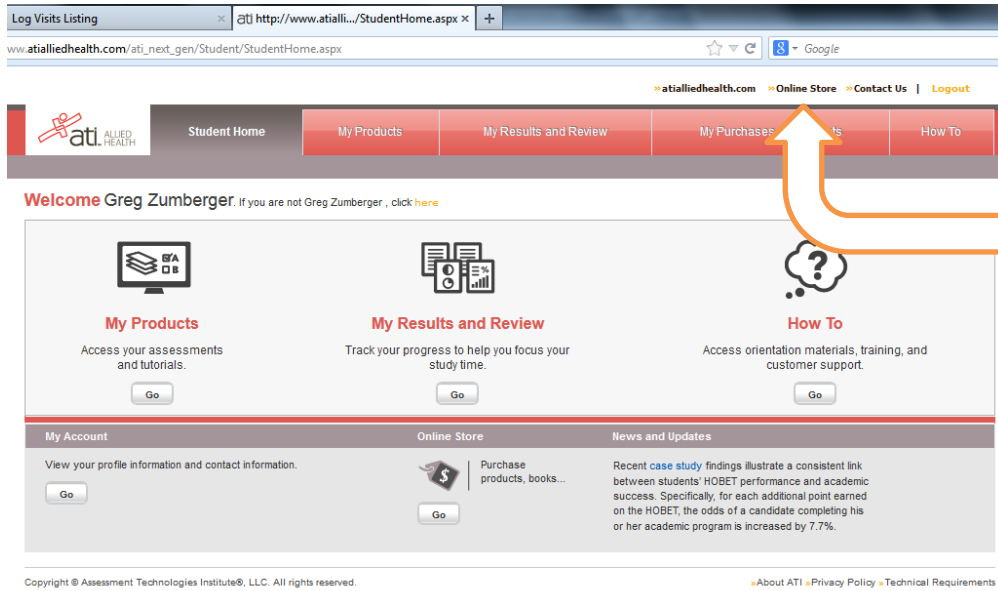 Log Visits Listing × ati http://www.atialli.../StudentHome.aspx × +
ww.atialliedhealth.com/ati_next_gen/Student/StudentHome.aspx 8 Google
»atialliedhealth.com »Online Store »Contact Us | Logout
ati ALLIED HEALTH
Student Home My Products My Results and Review My Purchases How To
Welcome Greg Zumberger. If you are not Greg Zumberger , click here
My Products
Access your assessments
and tutorials.
Go
My Results and Review
Track your progress to help you focus your
study time.
Go
?
How To
Access orientation materials, training, and
customer support.
Go
My Account
View your profile information and contact information.
Go
Online Store
$
Purchase
products, books...
Go
News and Updates
Recent case study findings illustrate a consistent link
between students' HOBET performance and academic
success. Specifically, for each additional point earned
on the HOBET, the odds of a candidate completing his
or her academic program is increased by 7.7%.
Copyright © Assessment Technologies Institute®, LLC. All rights reserved.
»About ATI »Privacy Policy »Technical Requirements